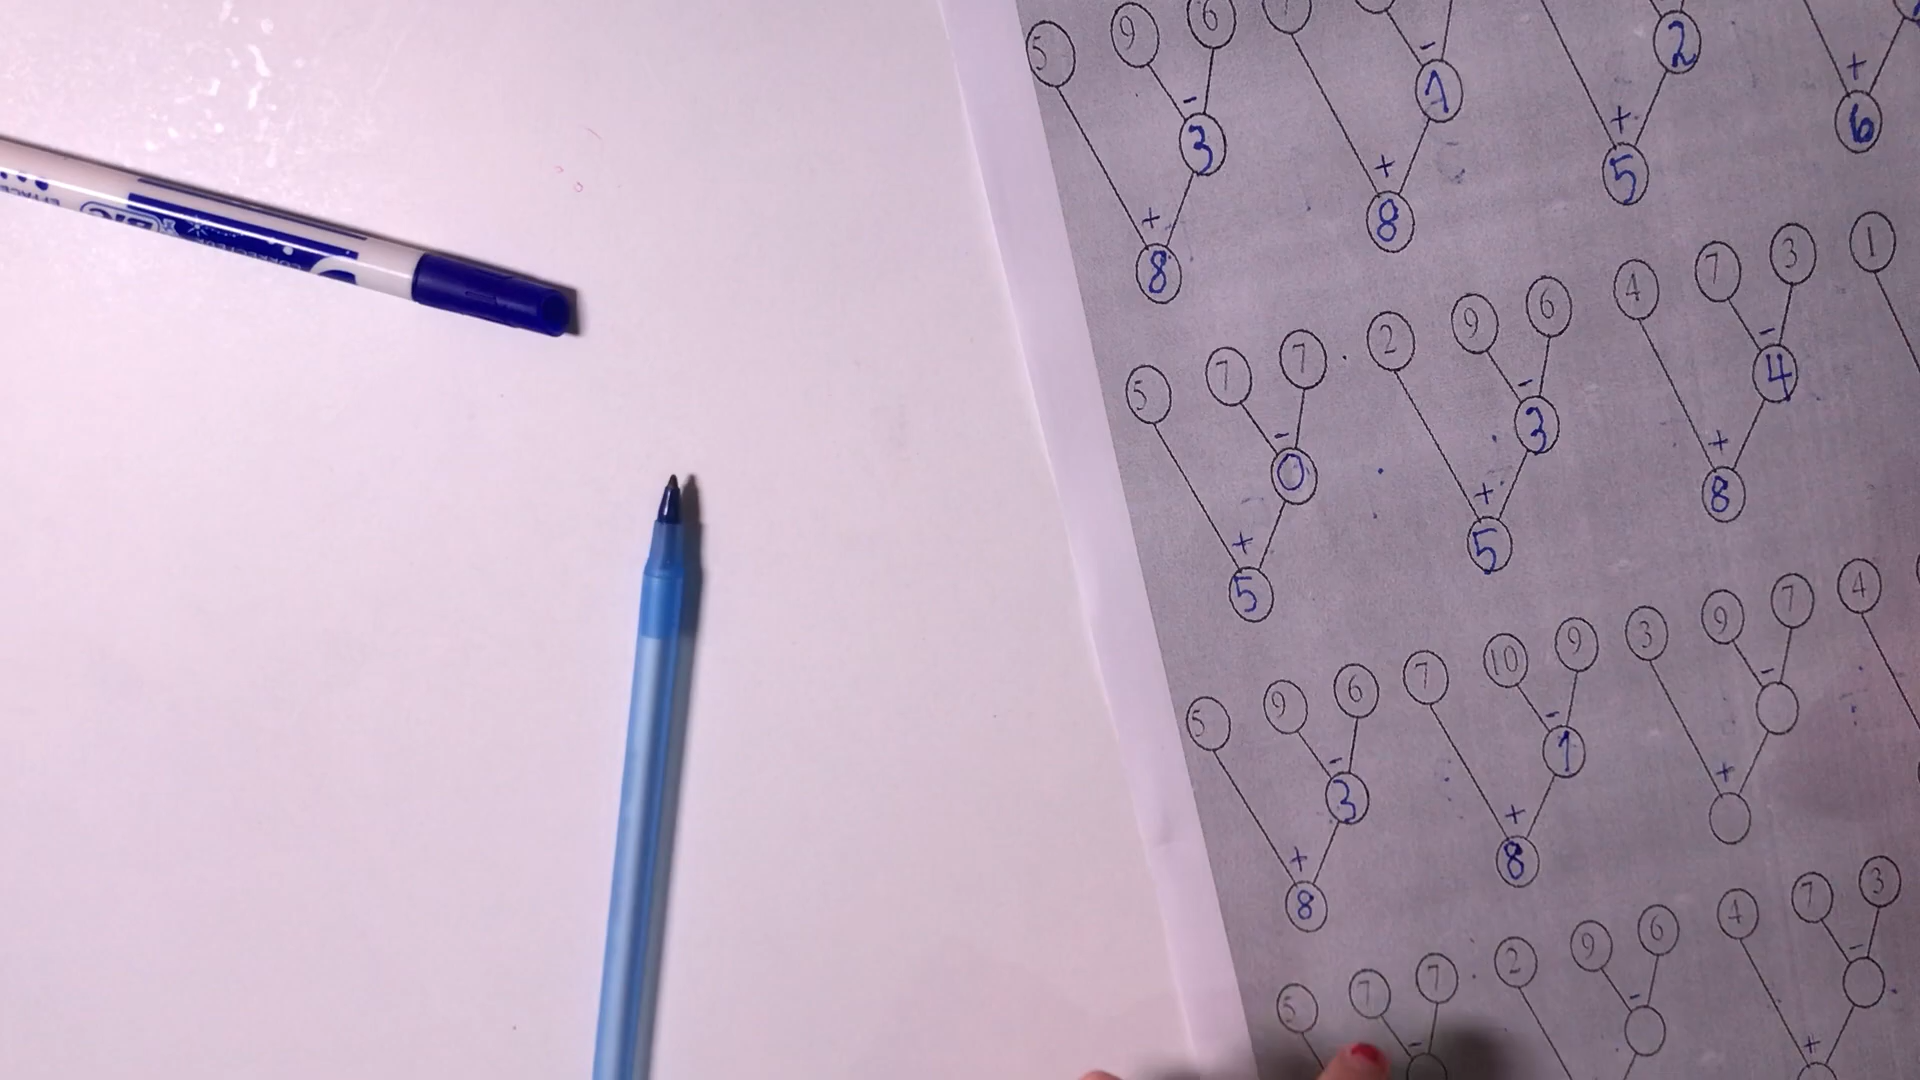 5 9 6 7
- - 2
3 1 + +
+ + 5 6
8 8
5 7 7 2 9 6 4 7 3 1
- - -
0 3 4
+ + +
5 5 8
5 9 6 7 10 9 3 9 7 4
- - -
3 1
+ + +
8 8
5 7 7 2 9 6 4 7 3
- - -
+
BIC